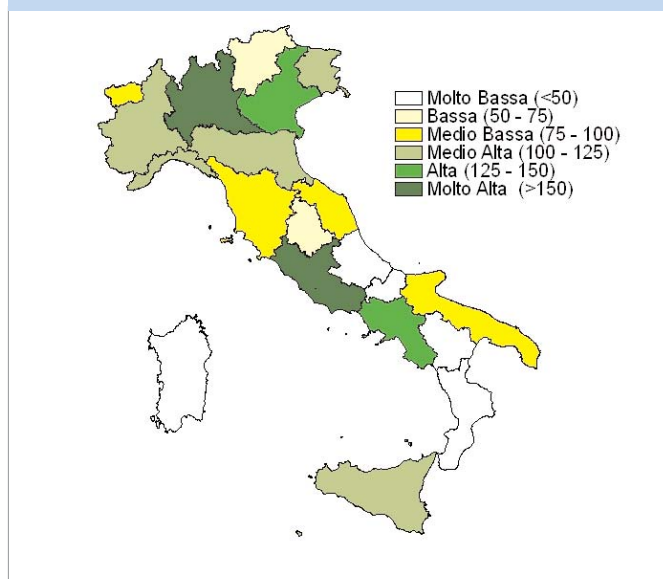 Molto Bassa (<50)
Bassa (50 - 75)
Medio Bassa (75 - 100)
Medio Alta (100 - 125)
Alta (125 - 150)
Molto Alta (>150)